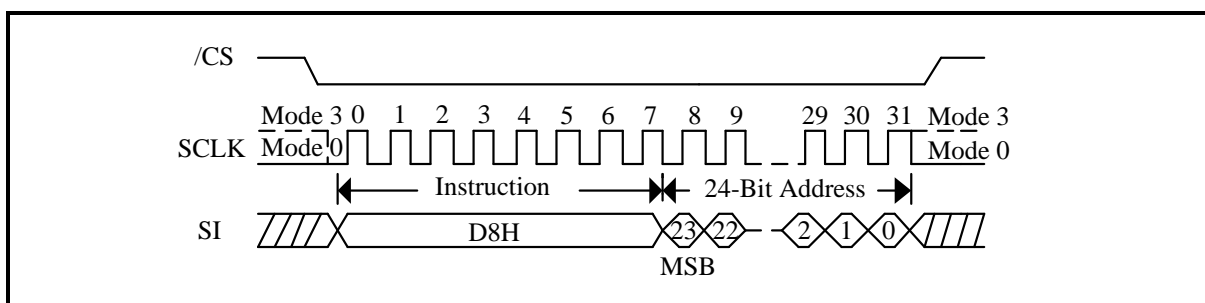 /CS
Mode 3 0 1 2 3 4 5 6 7 8 9 29 30 31 Mode 3
SCLK Mode 0 Mode 0
Instruction 24-Bit Address
SI D8H 23 22 2 1 0
MSB